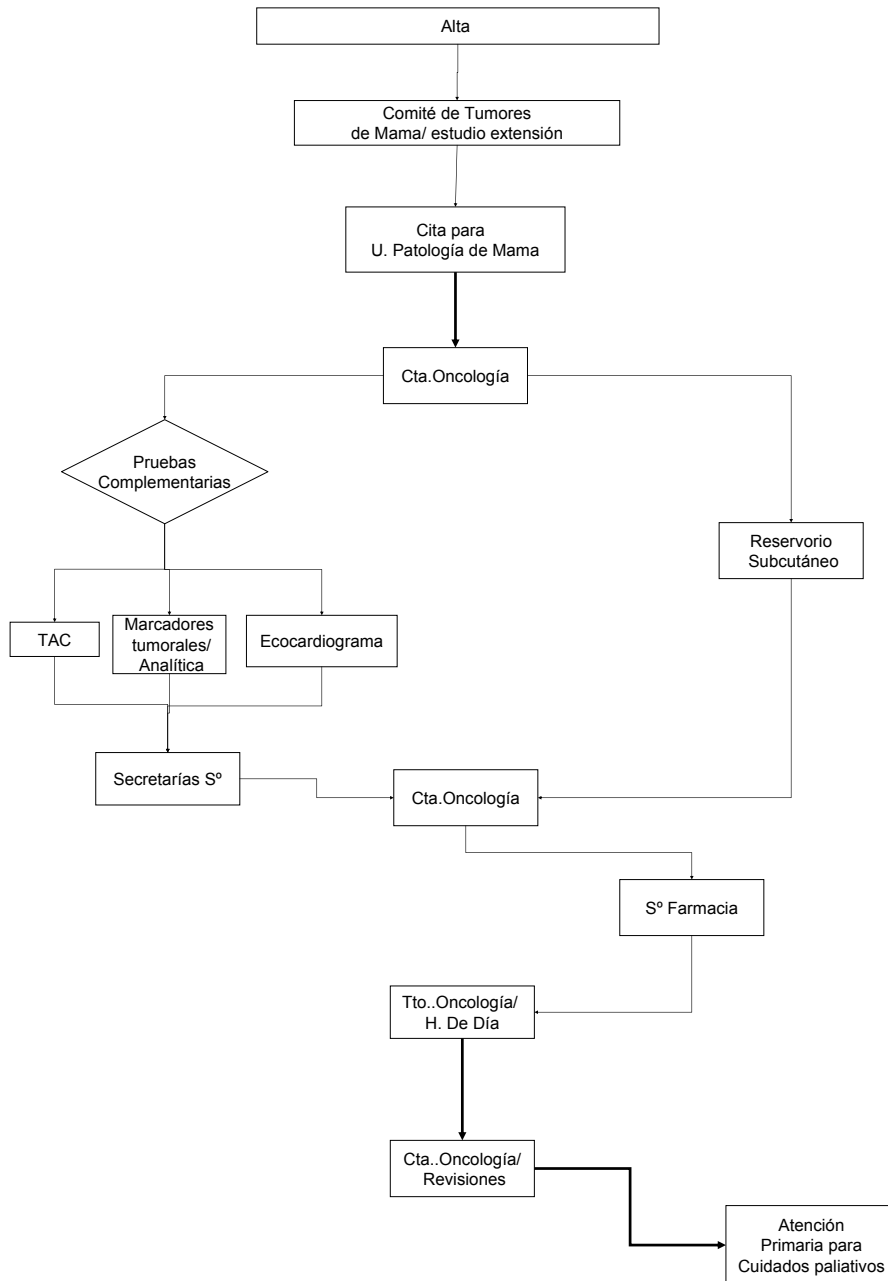 Alta
Comité de Tumores
de Mama/ estudio extensión
Cita para
U. Patología de Mama
Cta.Oncología
Pruebas
Complementarias
Reservorio
Subcutáneo
TAC
Marcadores
tumorales/
Analítica
Ecocardiograma
Secretarías Sº
Cta.Oncología
Sº Farmacia
Tto..Oncología/
H. De Día
Cta..Oncología/
Revisiones
Atención
Primaria para
Cuidados paliativos